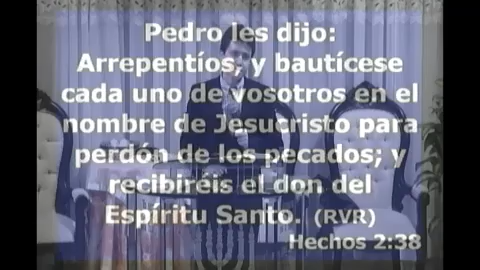 Pedro les dijo:
Arrepentíos, y bautícese
cada uno de vosotros en el
nombre de Jesucristo para
perdón de los pecados; y
recibiréis el don del
Espíritu Santo. (RVR)
Hechos 2:38